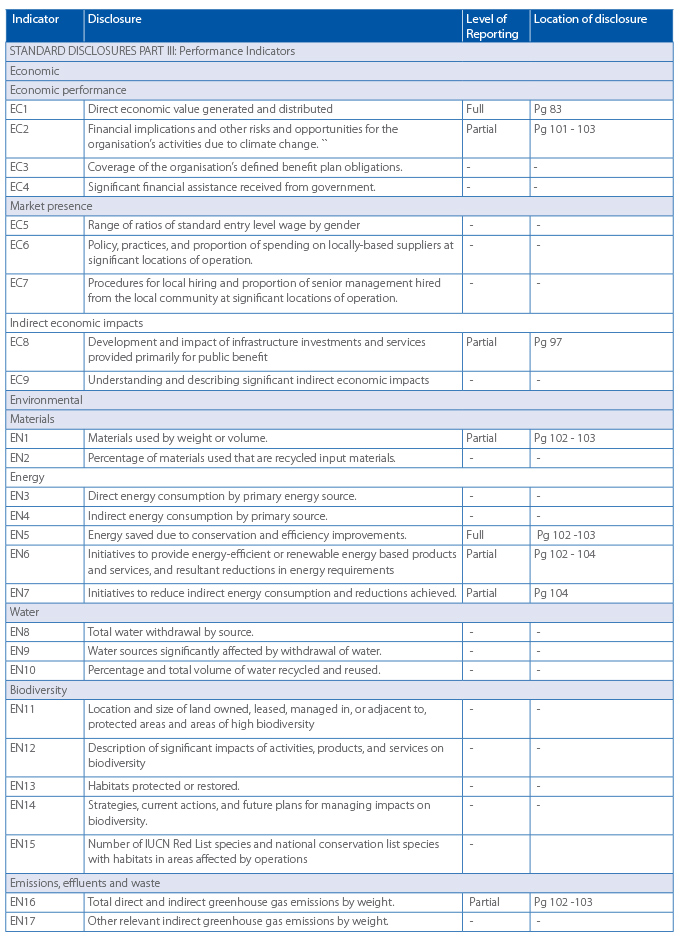 Indicator Disclosure Level of Reporting Location of disclosure
STANDARD DISCLOSURES PART III: Performance Indicators
Economic
Economic performance
EC1 Direct economic value generated and distributed Full Pg 83
EC2 Financial implications and other risks and opportunities for the Partial Pg 101 - 103
organisation's activities due to climate change. ``
EC3 Coverage of the organisation's defined benefit plan obligations. - -
EC4 Significant financial assistance received from government. - -
Market presence
EC5 Range of ratios of standard entry level wage by gender - -
EC6 Policy, practices, and proportion of spending on locally-based suppliers at - -
significant locations of operation.
EC7 Procedures for local hiring and proportion of senior management hired - -
from the local community at significant locations of operation.
Indirect economic impacts
EC8 Development and impact of infrastructure investments and services Partial Pg 97
provided primarily for public benefit
EC9 Understanding and describing significant indirect economic impacts - -
Environmental
Materials
EN1 Materials used by weight or volume. Partial Pg 102 - 103
EN2 Percentage of materials used that are recycled input materials. - -
Energy
EN3 Direct energy consumption by primary energy source. - -
EN4 Indirect energy consumption by primary source. - -
EN5 Energy saved due to conservation and efficiency improvements. Full Pg 102 -103
EN6 Initiatives to provide energy-efficient or renewable energy based products Partial Pg 102 - 104
and services, and resultant reductions in energy requirements
EN7 Initiatives to reduce indirect energy consumption and reductions achieved. Partial Pg 104
Water
EN8 Total water withdrawal by source. - -
EN9 Water sources significantly affected by withdrawal of water. - -
EN10 Percentage and total volume of water recycled and reused. - -
Biodiversity
EN11 Location and size of land owned, leased, managed in, or adjacent to, - -
protected areas and areas of high biodiversity
EN12 Description of significant impacts of activities, products, and services on - -
biodiversity
EN13 Habitats protected or restored. - -
EN14 Strategies, current actions, and future plans for managing impacts on - -
biodiversity.
EN15 Number of IUCN Red List species and national conservation list species -
with habitats in areas affected by operations
Emissions, effluents and waste
EN16 Total direct and indirect greenhouse gas emissions by weight. Partial Pg 102 -103
EN17 Other relevant indirect greenhouse gas emissions by weight. - -